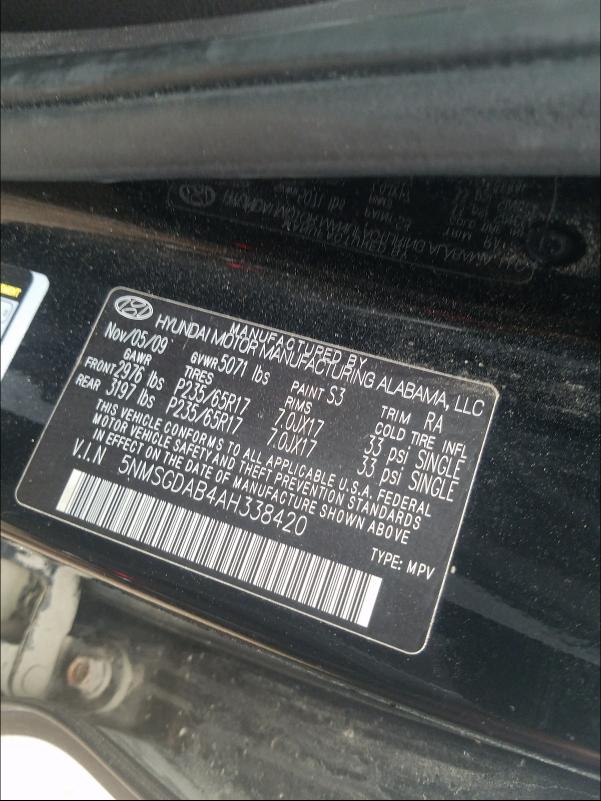 MANUFACTURED BY
HYUNDAI MOTOR MANUFACTURING ALABAMA, LLC
Nov/05/09 GVWR 5071 lbs PAINT S3 TRIM RA
GAWR TIRES RIMS COLD TIRE INFL
FRONT 2976 lbs P235/65R17 7.0JX17 33 psi SINGLE
REAR 3197 lbs P235/65R17 7.0JX17 33 psi SINGLE
THIS VEHICLE CONFORMS TO ALL APPLICABLE U.S.A. FEDERAL
MOTOR VEHICLE SAFETY AND THEFT PREVENTION STANDARDS
IN EFFECT ON THE DATE OF MANUFACTURE SHOWN ABOVE
V.I.N 5NMSGDAB4AH338420
TYPE: MPV